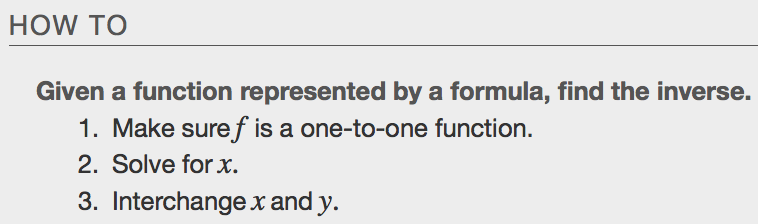 HOW TO
Given a function represented by a formula, find the inverse.
1. Make sure f is a one-to-one function.
2. Solve for x.
3. Interchange x and y.